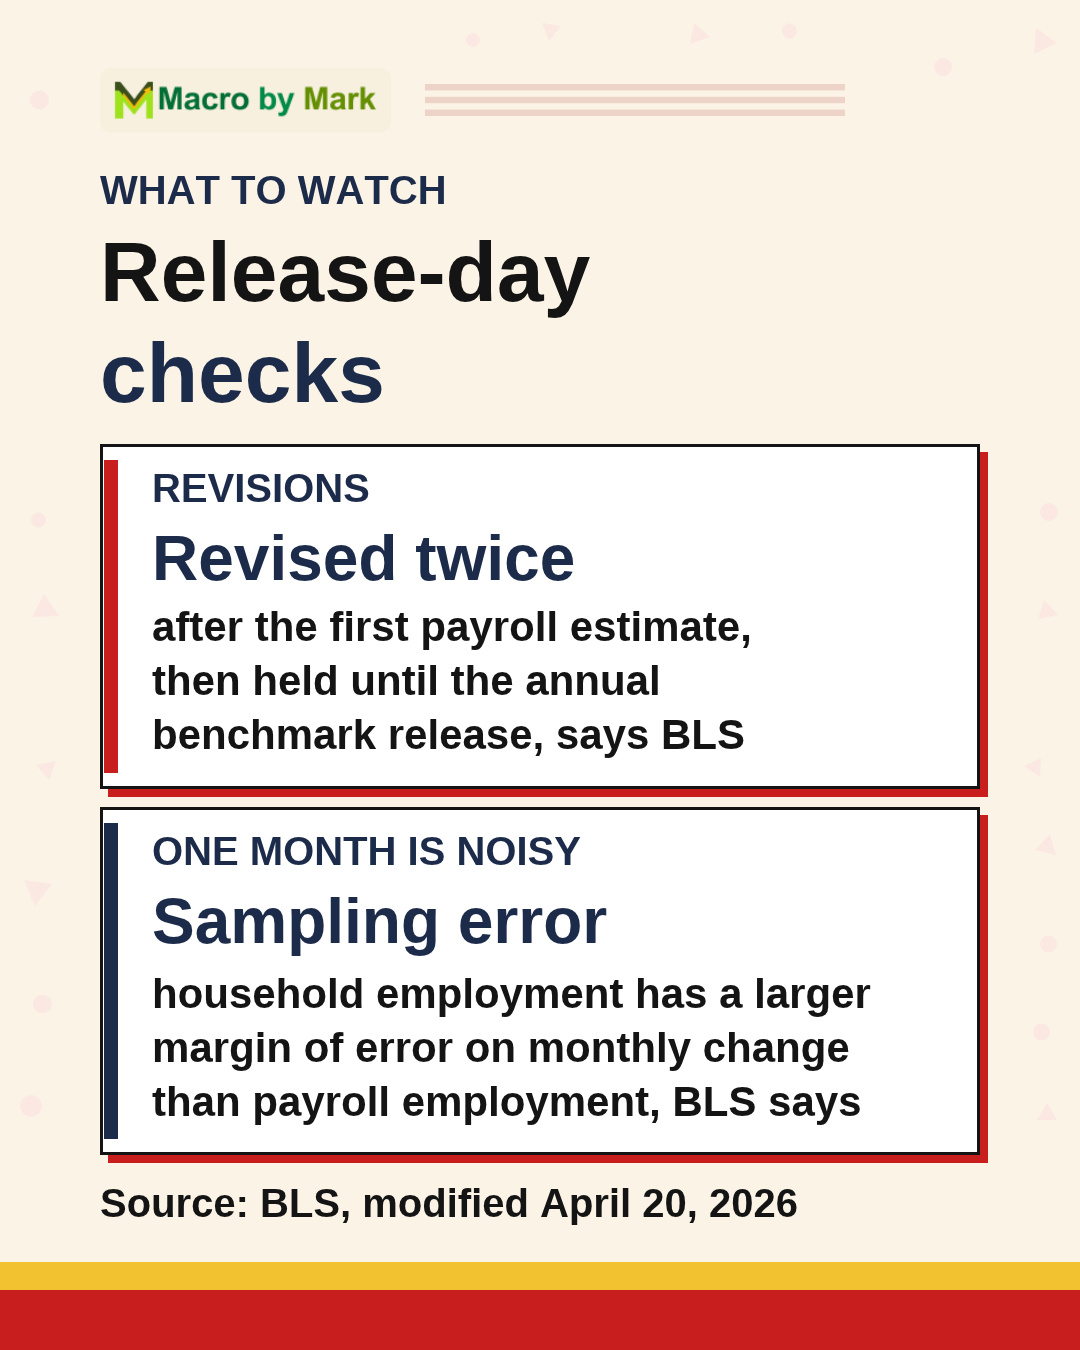 Macro by Mark
WHAT TO WATCH
Release-day
checks
REVISIONS
Revised twice
after the first payroll estimate,
then held until the annual
benchmark release, says BLS
ONE MONTH IS NOISY
Sampling error
household employment has a larger
margin of error on monthly change
than payroll employment, BLS says
Source: BLS, modified April 20, 2026